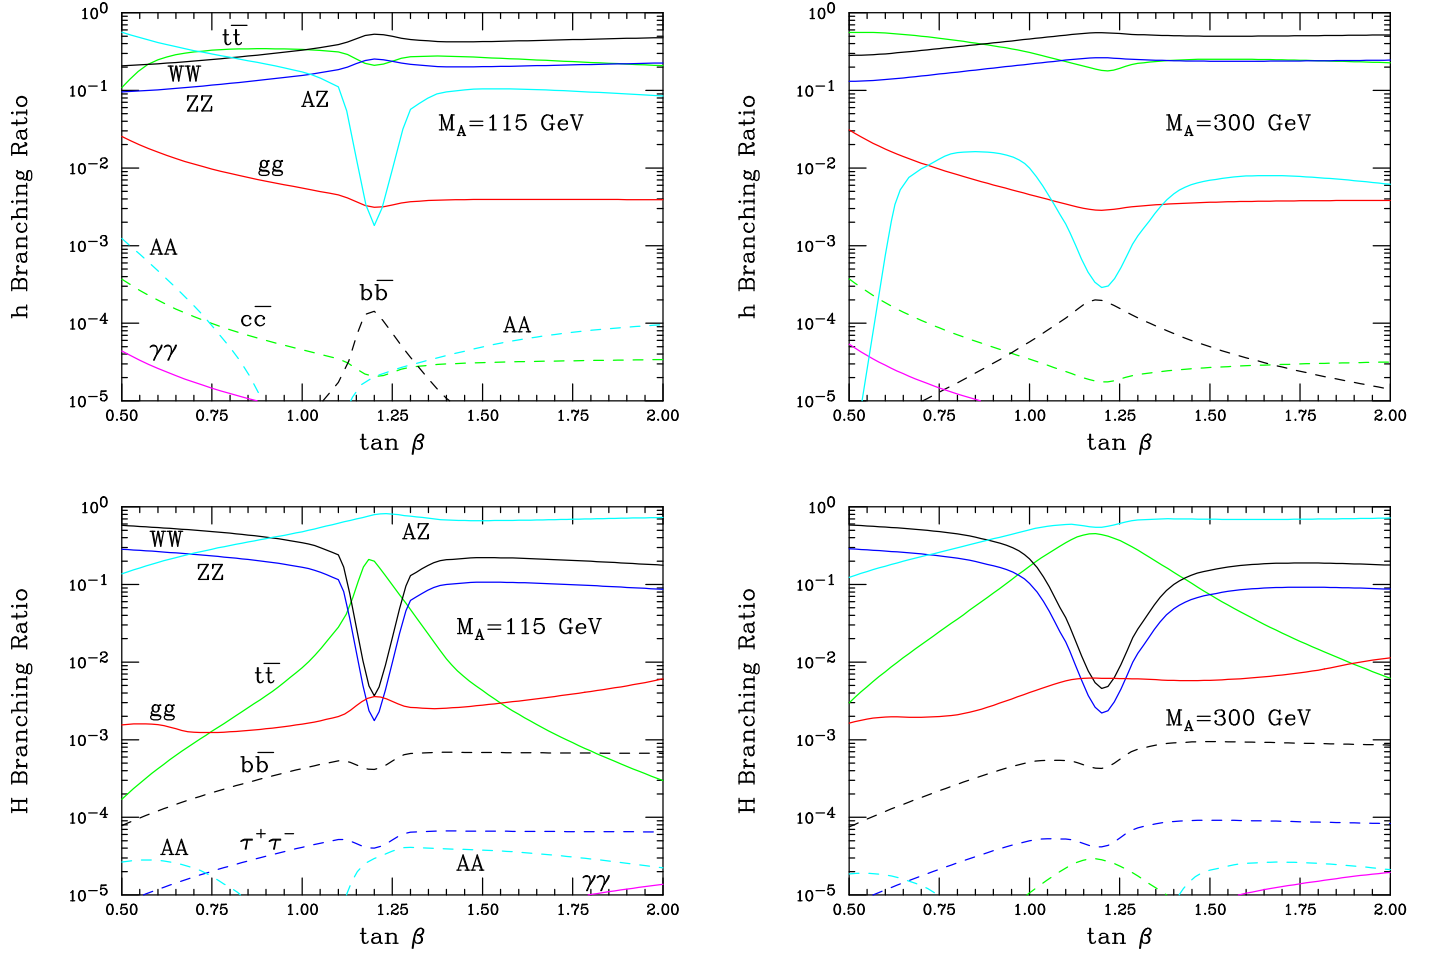 h Branching Ratio
10⁰
10⁻¹
10⁻²
10⁻³
10⁻⁴
10⁻⁵
tt̅
WW
ZZ
AZ
M_A=115 GeV
gg
AA
bb̅
cc̅
AA
γγ
0.50 0.75 1.00 1.25 1.50 1.75 2.00
tan β
h Branching Ratio
10⁰
10⁻¹
10⁻²
10⁻³
10⁻⁴
10⁻⁵
M_A=300 GeV
0.50 0.75 1.00 1.25 1.50 1.75 2.00
tan β
H Branching Ratio
10⁰
10⁻¹
10⁻²
10⁻³
10⁻⁴
10⁻⁵
WW
AZ
ZZ
M_A=115 GeV
tt̅
gg
bb̅
τ⁺τ⁻
AA
AA
γγ
0.50 0.75 1.00 1.25 1.50 1.75 2.00
tan β
H Branching Ratio
10⁰
10⁻¹
10⁻²
10⁻³
10⁻⁴
10⁻⁵
M_A=300 GeV
0.50 0.75 1.00 1.25 1.50 1.75 2.00
tan β